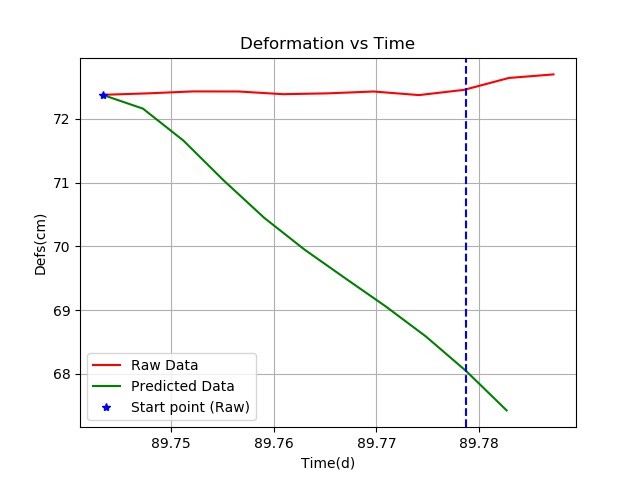 Deformation vs Time
Defs(cm)
72
71
70
69
68
Raw Data
Predicted Data
Start point (Raw)
89.75 89.76 89.77 89.78
Time(d)